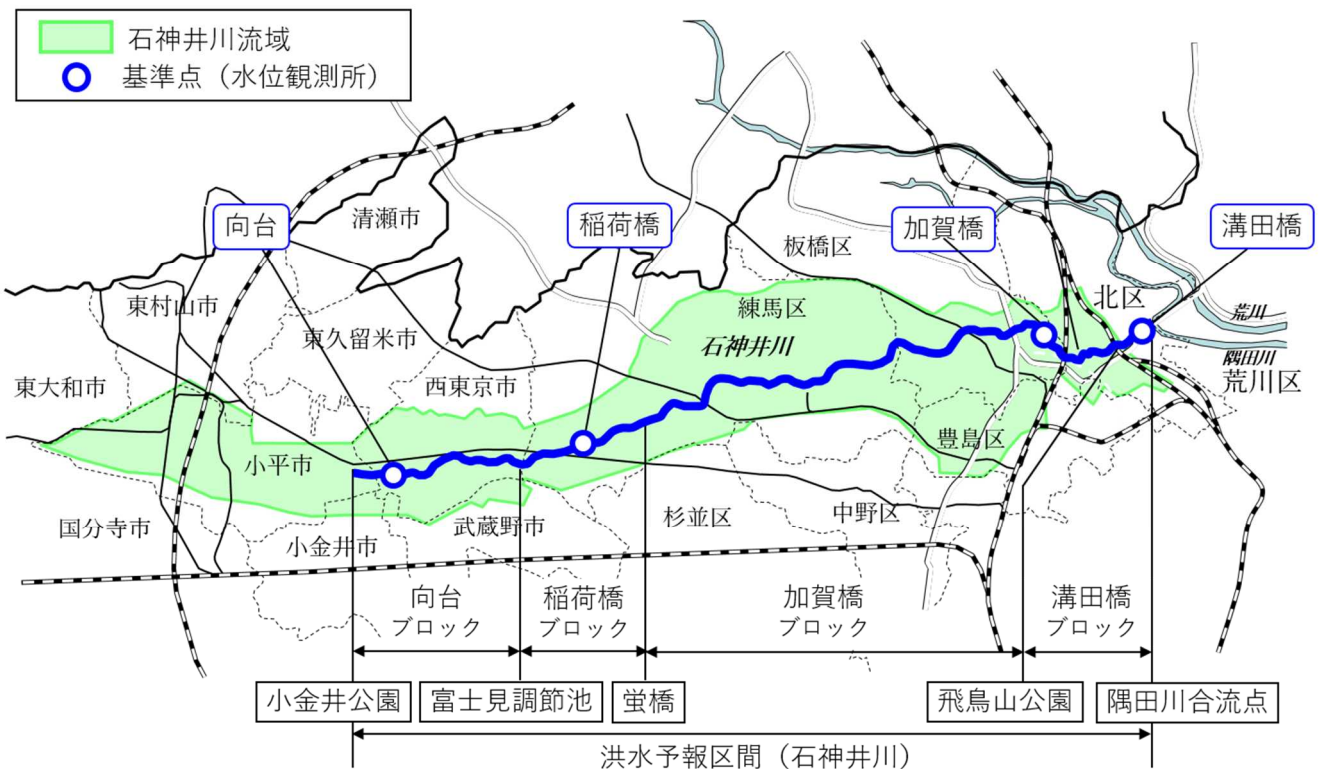 石神井川流域
基準点（水位観測所）
向台
清瀬市
稲荷橋
板橋区
加賀橋
溝田橋
東村山市
東久留米市
練馬区
北区
荒川
石神井川
隅田川
東大和市
西東京市
荒川区
小平市
豊島区
国分寺市
小金井市
武蔵野市
杉並区
中野区
向台
ブロック
稲荷橋
ブロック
加賀橋
ブロック
溝田橋
ブロック
小金井公園
富士見調節池
蛍橋
飛鳥山公園
隅田川合流点
洪水予報区間（石神井川）